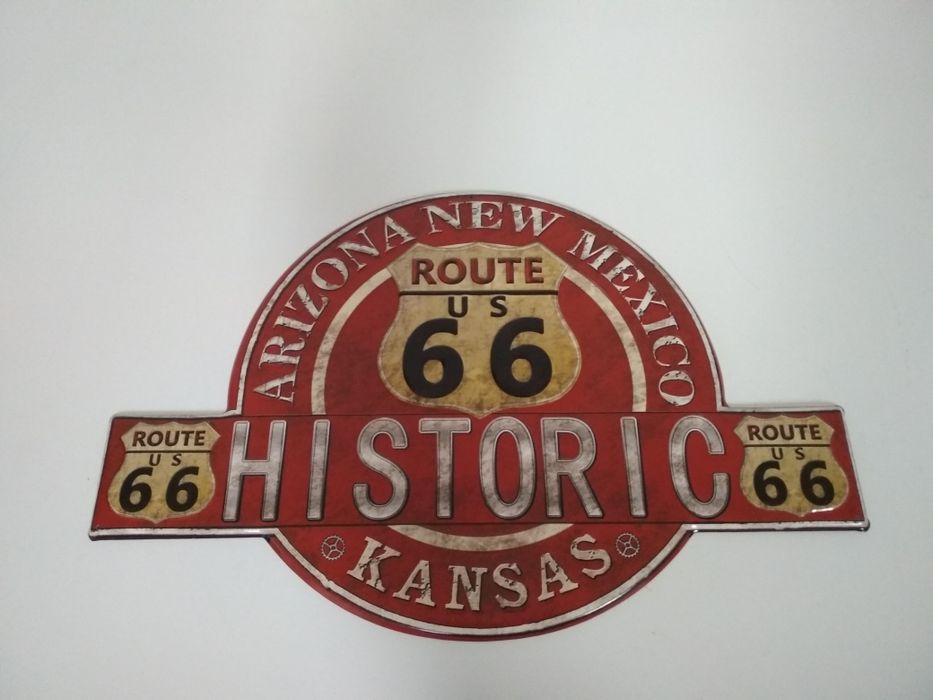 ARIZONA NEW MEXICO
ROUTE
US
66
ROUTE
US
66
HISTORIC
ROUTE
US
66
KANSAS